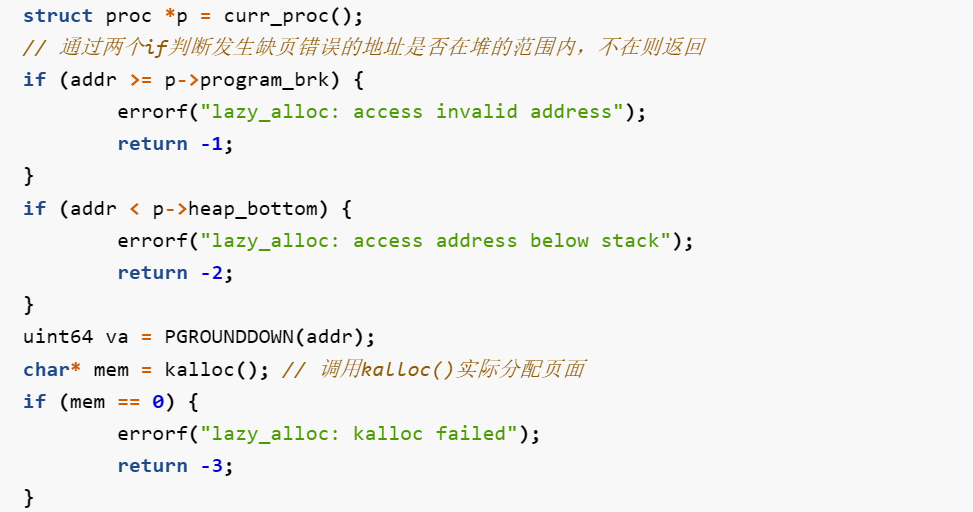 struct proc *p = curr_proc();
// 通过两个if判断发生缺页错误的地址是否在堆的范围内，不在则返回
if (addr >= p->program_brk) {
        errorf("lazy_alloc: access invalid address");
        return -1;
}
if (addr < p->heap_bottom) {
        errorf("lazy_alloc: access address below stack");
        return -2;
}
uint64 va = PGROUNDDOWN(addr);
char* mem = kalloc(); // 调用kalloc()实际分配页面
if (mem == 0) {
        errorf("lazy_alloc: kalloc failed");
        return -3;
}